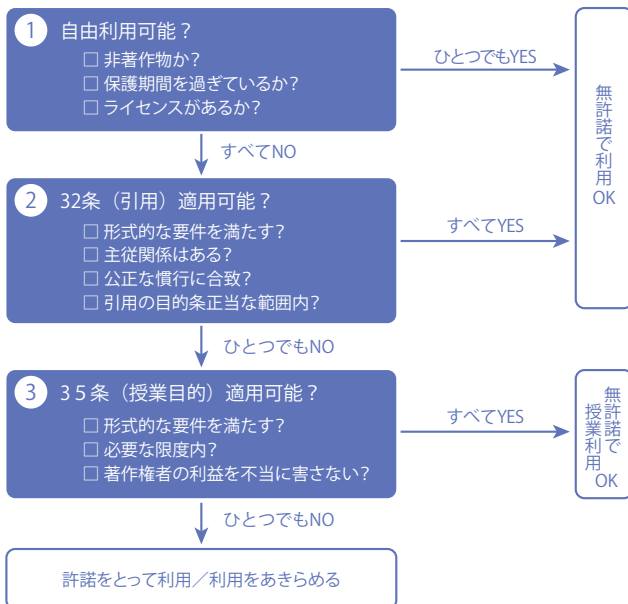 1 自由利用可能？
□ 非著作物か？
□ 保護期間を過ぎているか？
□ ライセンスがあるか？
ひとつでもYES
無許諾で利用OK
すべてNO
2 32条（引用）適用可能？
□ 形式的な要件を満たす？
□ 主従関係はある？
□ 公正な慣行に合致？
□ 引用の目的条正当な範囲内？
すべてYES
ひとつでもNO
3 35条（授業目的）適用可能？
□ 形式的な要件を満たす？
□ 必要な限度内？
□ 著作権者の利益を不当に害さない？
すべてYES
無許諾で
授業利用OK
ひとつでもNO
許諾をとって利用／利用をあきらめる